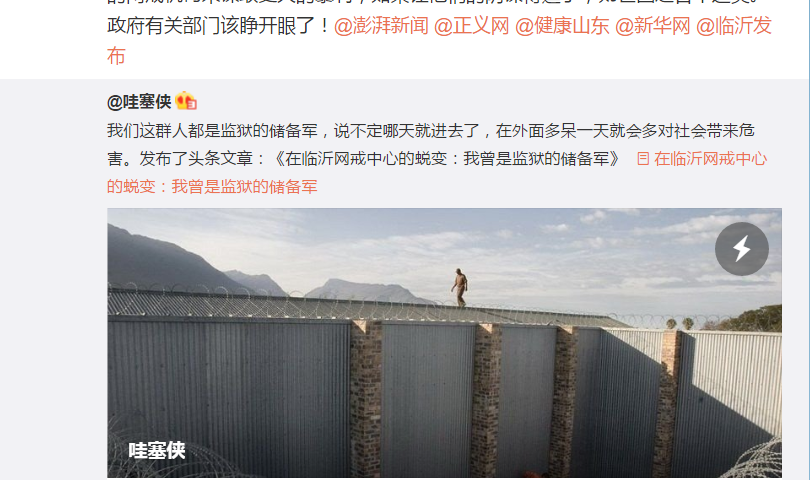 政府有关部门该睁开眼了！@澎湃新闻 @正义网 @健康山东 @新华网 @临沂发
布
@哇塞侠
我们这群人都是监狱的储备军，说不定哪天就进去了，在外面多呆一天就会多对社会带来危
害。发布了头条文章：《在临沂网戒中心的蜕变：我曾是监狱的储备军》 在临沂网戒中心
的蜕变：我曾是监狱的储备军
哇塞侠